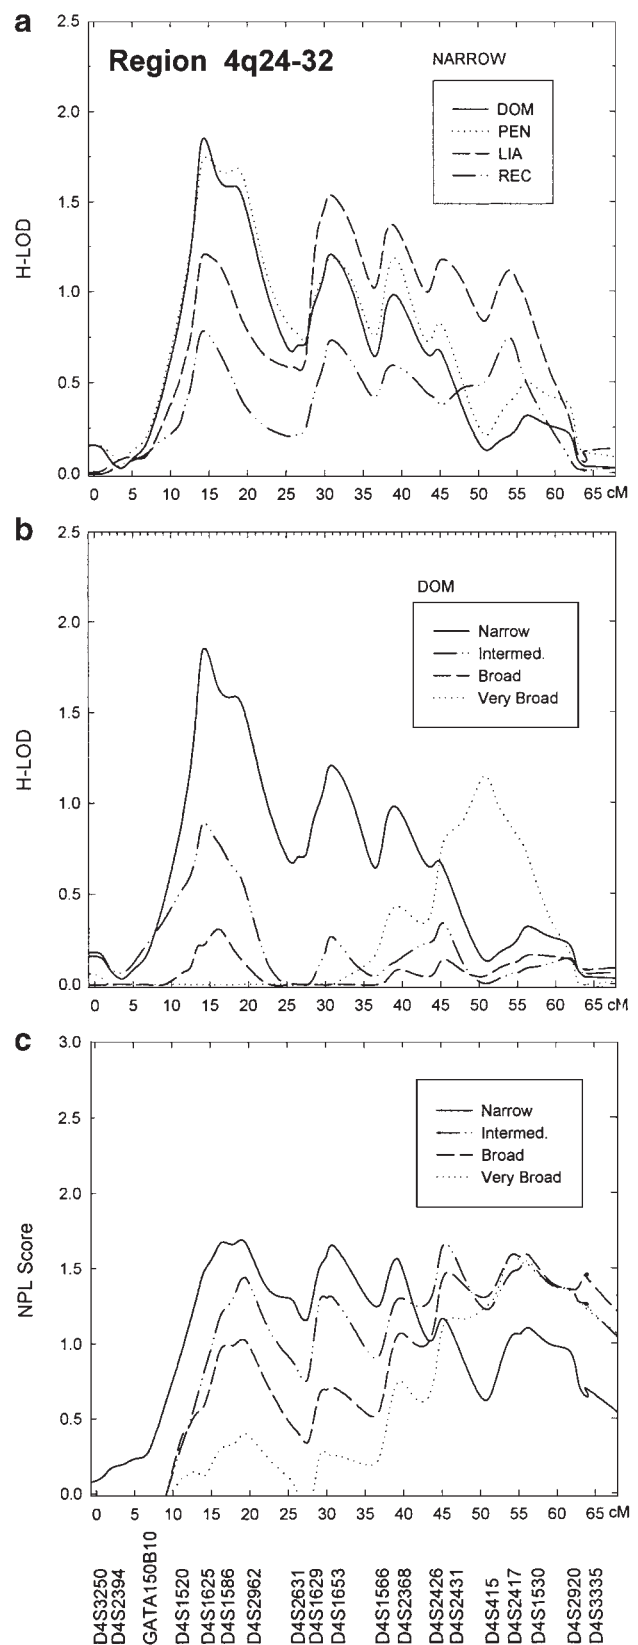 a
Region 4q24-32
NARROW
DOM
PEN
LIA
REC
H-LOD
2.5
2.0
1.5
1.0
0.5
0.0
0 5 10 15 20 25 30 35 40 45 50 55 60 65 cM
b
DOM
Narrow
Intermed.
Broad
Very Broad
H-LOD
2.5
2.0
1.5
1.0
0.5
0.0
0 5 10 15 20 25 30 35 40 45 50 55 60 65 cM
c
Narrow
Intermed.
Broad
Very Broad
NPL Score
3.0
2.5
2.0
1.5
1.0
0.5
0.0
0 5 10 15 20 25 30 35 40 45 50 55 60 65 cM
D4S3250
D4S2394
GATA150B10
D4S1520
D4S1625
D4S1586
D4S2962
D4S2631
D4S1629
D4S1653
D4S1566
D4S2368
D4S2426
D4S2431
D4S415
D4S2417
D4S1530
D4S2920
D4S3335